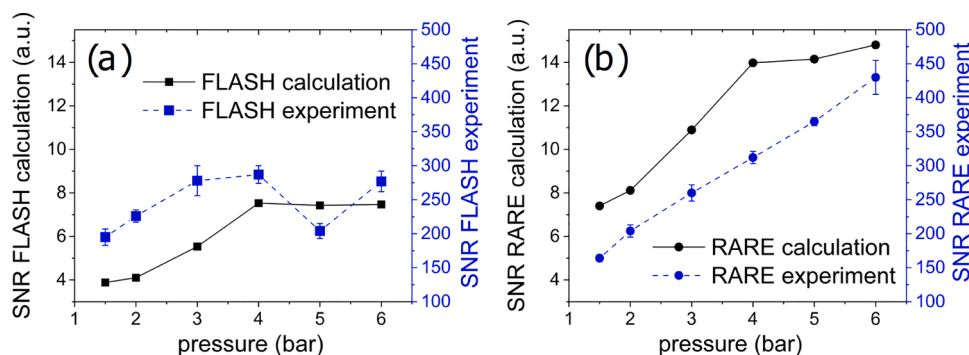 (a)
FLASH calculation
FLASH experiment
SNR FLASH calculation (a.u.)
14
12
10
8
6
4
SNR FLASH experiment
500
450
400
350
300
250
200
150
100
1 2 3 4 5 6
pressure (bar)
(b)
RARE calculation
RARE experiment
SNR RARE calculation (a.u.)
14
12
10
8
6
4
SNR RARE experiment
500
450
400
350
300
250
200
150
100
1 2 3 4 5 6
pressure (bar)